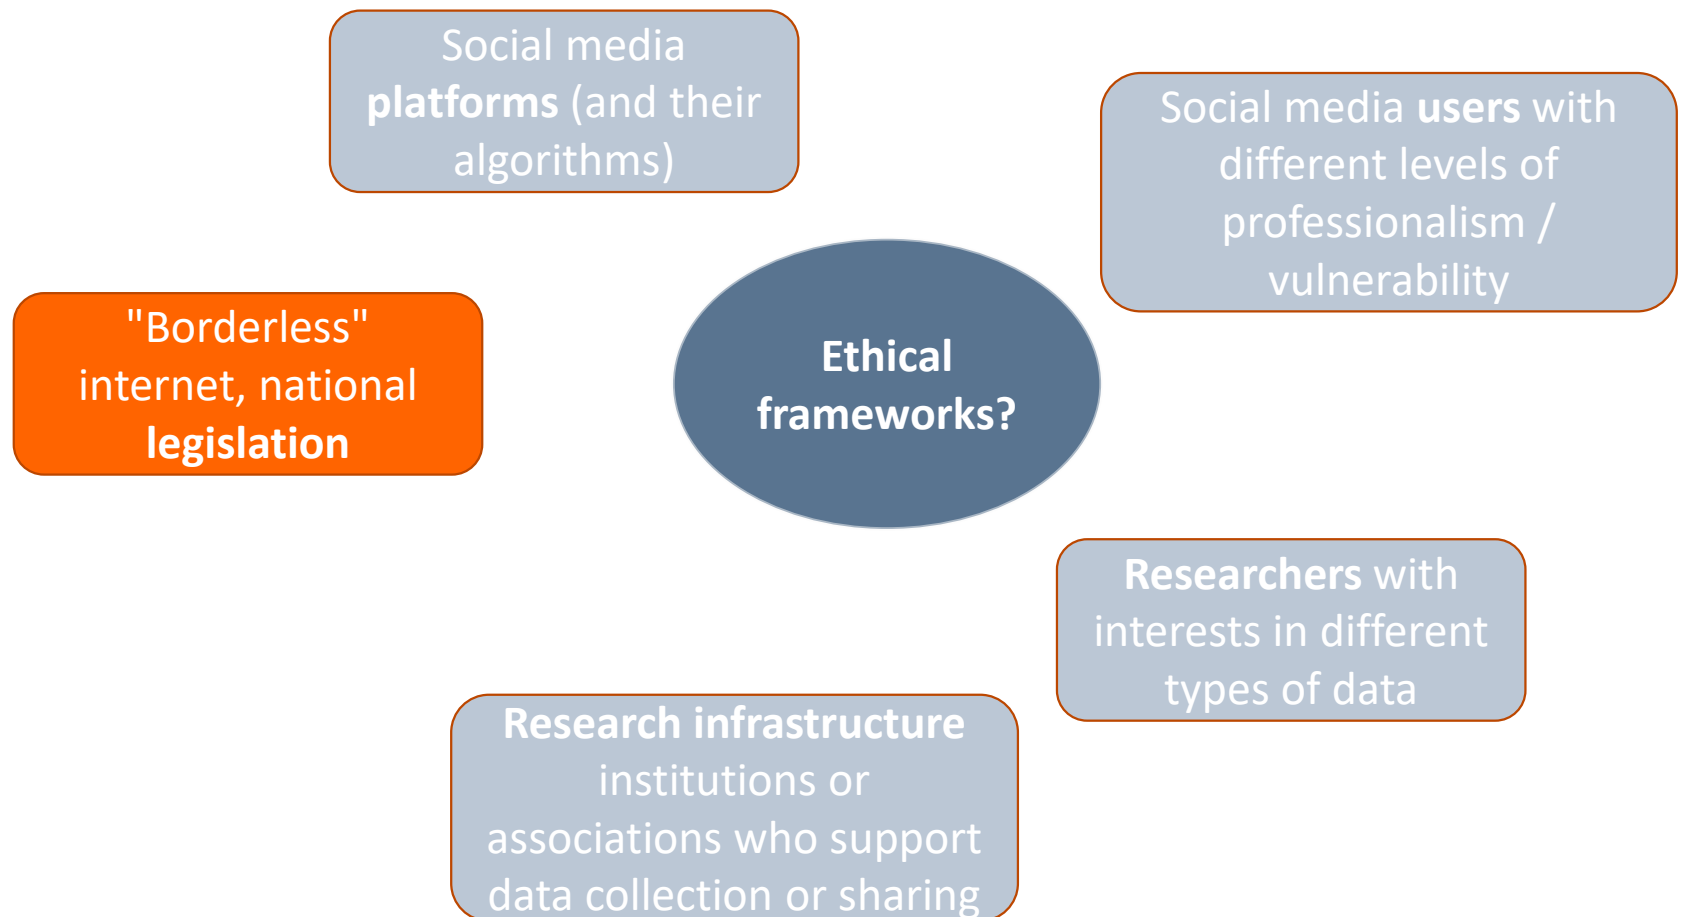 Social media
platforms (and their
algorithms)
Social media users with
different levels of
professionalism /
vulnerability
"Borderless"
internet, national
legislation
Ethical
frameworks?
Researchers with
interests in different
types of data
Research infrastructure
institutions or
associations who support
data collection or sharing